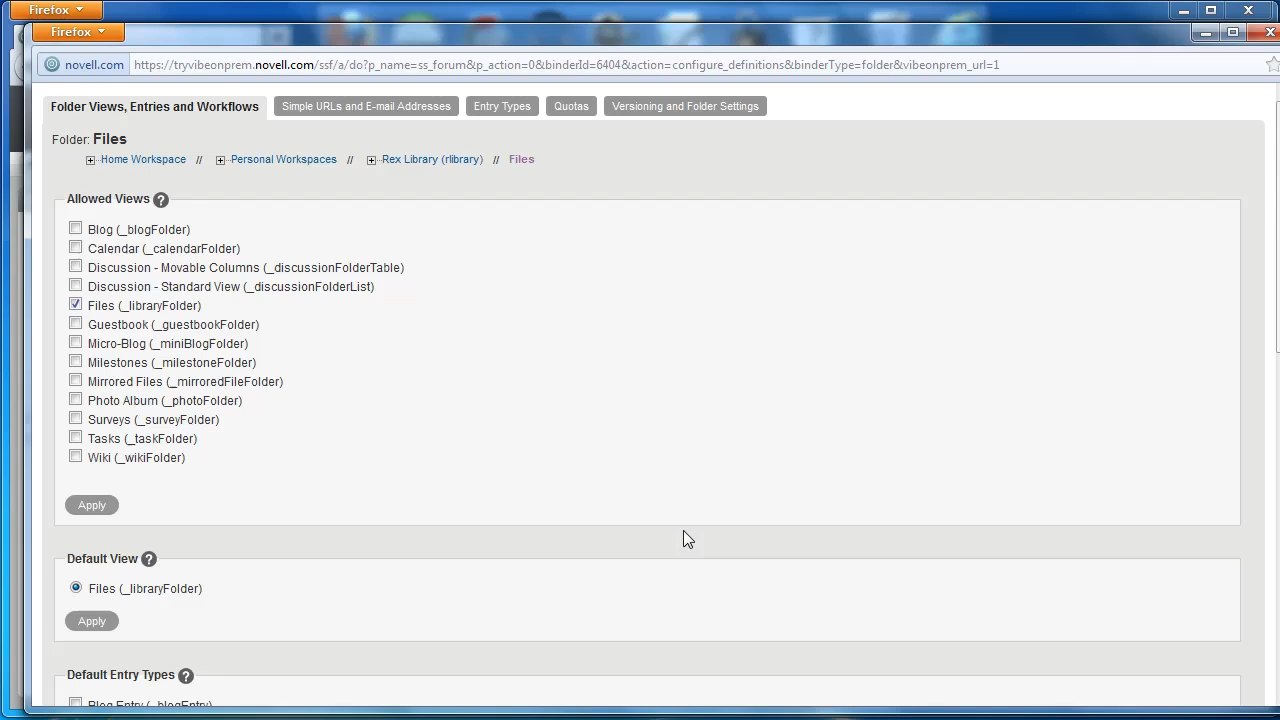 Firefox
Firefox
novell.com https://tryvibeonprem.novell.com/ssf/a/do?p_name=ss_forum&p_action=0&binderId=6404&action=configure_definitions&binderType=folder&vibeonprem_url=1
Folder Views, Entries and Workflows Simple URLs and E-mail Addresses Entry Types Quotas Versioning and Folder Settings
Folder: Files
Home Workspace // Personal Workspaces // Rex Library (rlibrary) // Files
Allowed Views ?
Blog (_blogFolder)
Calendar (_calendarFolder)
Discussion - Movable Columns (_discussionFolderTable)
Discussion - Standard View (_discussionFolderList)
Files (_libraryFolder)
Guestbook (_guestbookFolder)
Micro-Blog (_miniBlogFolder)
Milestones (_milestoneFolder)
Mirrored Files (_mirroredFileFolder)
Photo Album (_photoFolder)
Surveys (_surveyFolder)
Tasks (_taskFolder)
Wiki (_wikiFolder)
Apply
Default View ?
Files (_libraryFolder)
Apply
Default Entry Types ?
Blog Entry (_blogEntry)